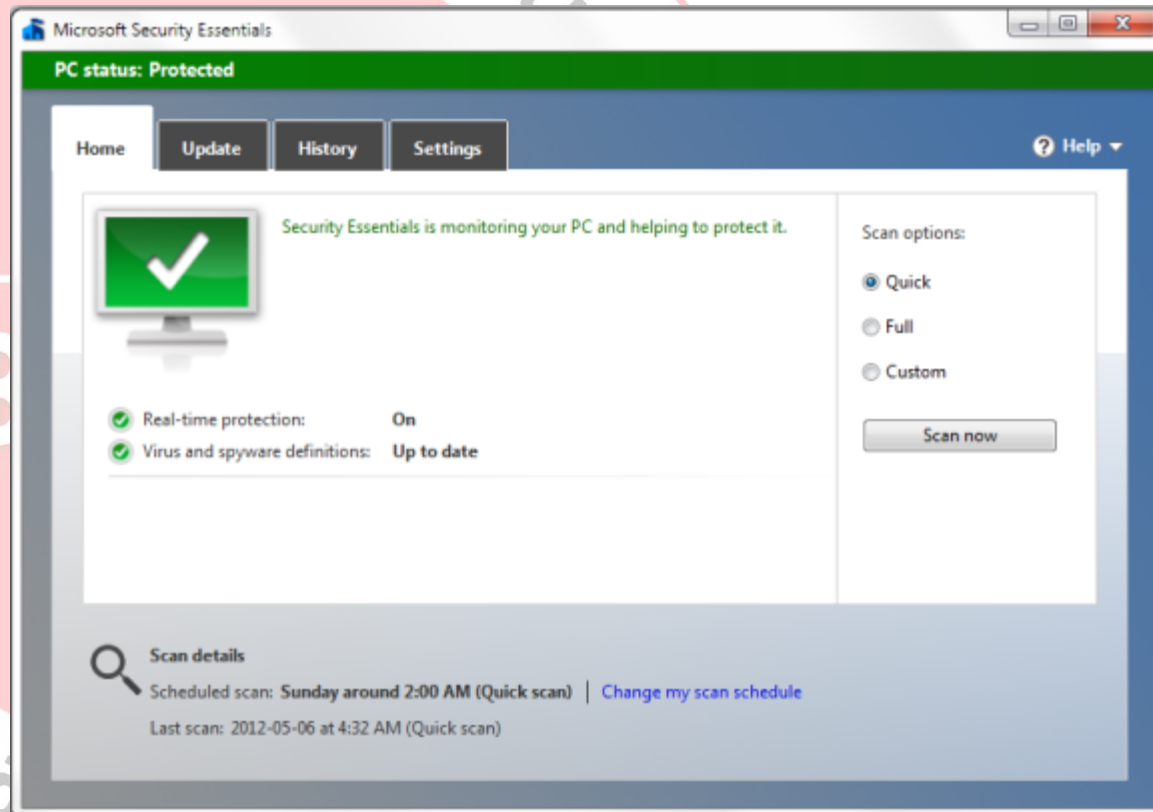 Microsoft Security Essentials
PC status: Protected
Home Update History Settings Help
Security Essentials is monitoring your PC and helping to protect it.
Scan options:
Quick
Full
Custom
Scan now
Real-time protection: On
Virus and spyware definitions: Up to date
Scan details
Scheduled scan: Sunday around 2:00 AM (Quick scan) | Change my scan schedule
Last scan: 2012-05-06 at 4:32 AM (Quick scan)